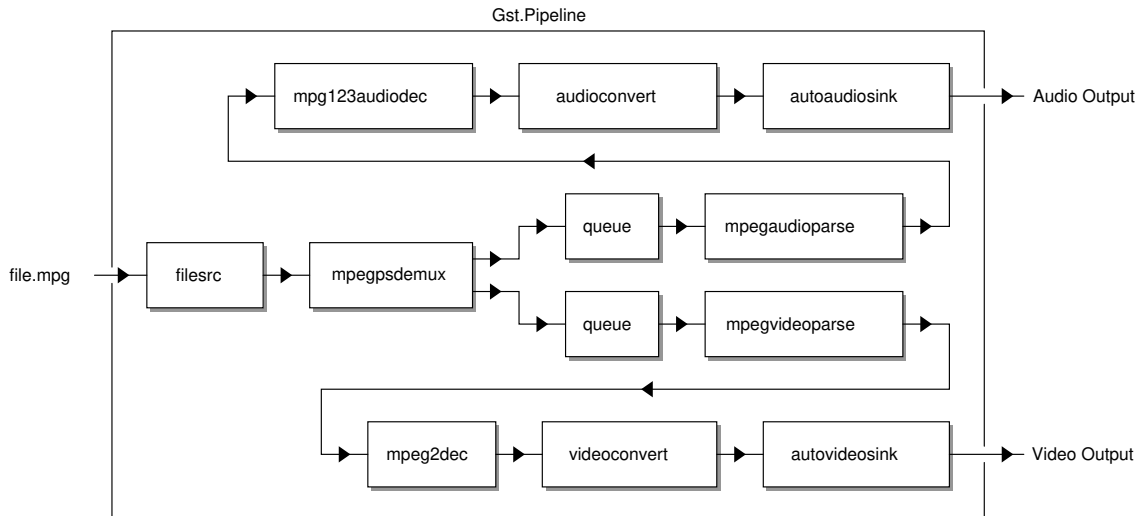 Gst.Pipeline
mpg123audiodec
audioconvert
autoaudiosink
Audio Output
queue
mpegaudioparse
file.mpg
filesrc
mpegpsdemux
queue
mpegvideoparse
mpeg2dec
videoconvert
autovideosink
Video Output